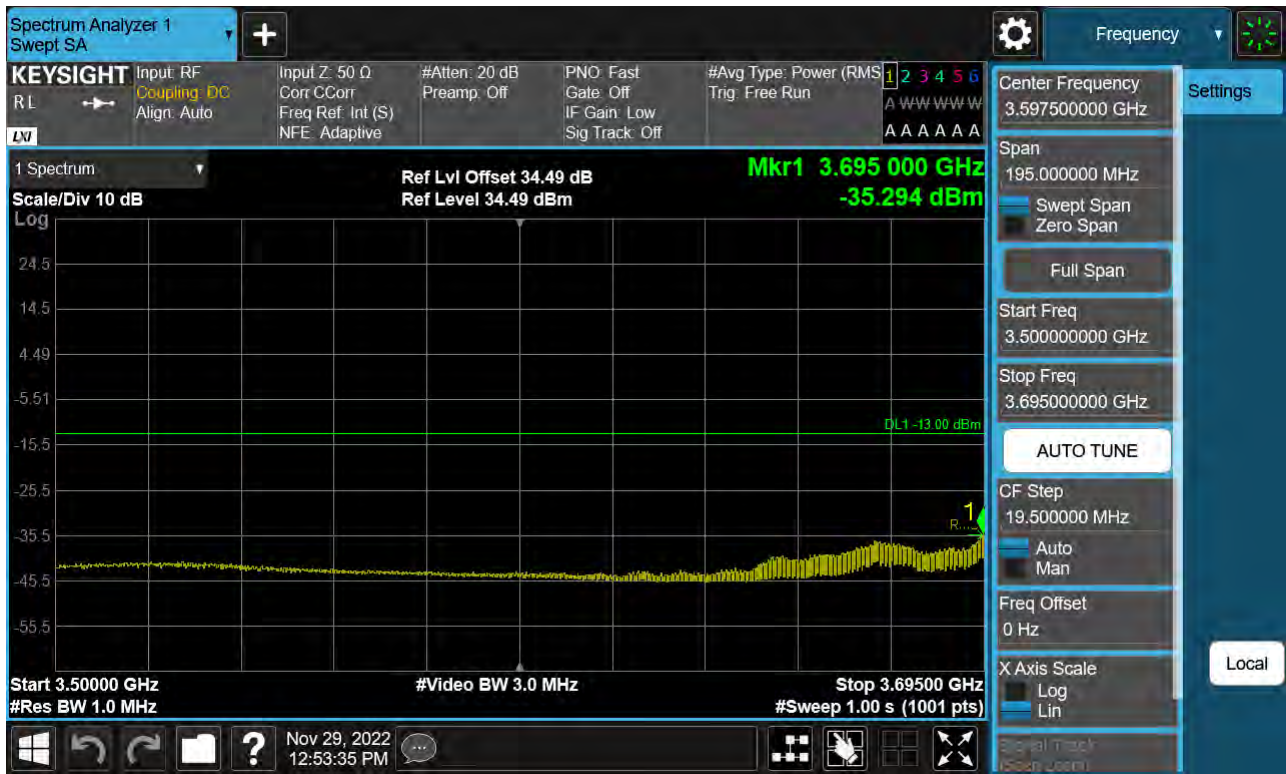 Spectrum Analyzer 1
Swept SA
+
Frequency
KEYSIGHT
RL
LXI
Input: RF
Coupling: DC
Align: Auto
Input Z: 50 Ω
Corr CCorr
Freq Ref: Int (S)
NFE: Adaptive
#Atten: 20 dB
Preamp: Off
PNO: Fast
Gate: Off
IF Gain: Low
Sig Track: Off
#Avg Type: Power (RMS
Trig: Free Run
1 2 3 4 5 6
A W W W W W
A A A A A A
1 Spectrum
Scale/Div 10 dB
Log
Ref Lvl Offset 34.49 dB
Ref Level 34.49 dBm
Mkr1 3.695 000 GHz
-35.294 dBm
24.5
14.5
4.49
-5.51
-15.5
-25.5
-35.5
-45.5
-55.5
DL1 -13.00 dBm
1
Start 3.50000 GHz
#Res BW 1.0 MHz
#Video BW 3.0 MHz
Stop 3.69500 GHz
#Sweep 1.00 s (1001 pts)
Center Frequency
3.597500000 GHz
Settings
Span
195.000000 MHz
Swept Span
Zero Span
Full Span
Start Freq
3.500000000 GHz
Stop Freq
3.695000000 GHz
AUTO TUNE
CF Step
19.500000 MHz
Auto
Man
Freq Offset
0 Hz
X Axis Scale
Log
Lin
Local
?
Nov 29, 2022
12:53:35 PM